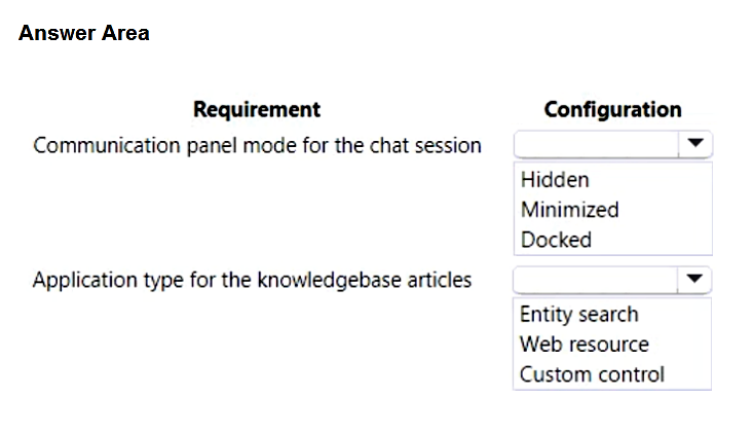 Answer Area
Requirement Configuration
Communication panel mode for the chat session
Hidden
Minimized
Docked
Application type for the knowledgebase articles
Entity search
Web resource
Custom control